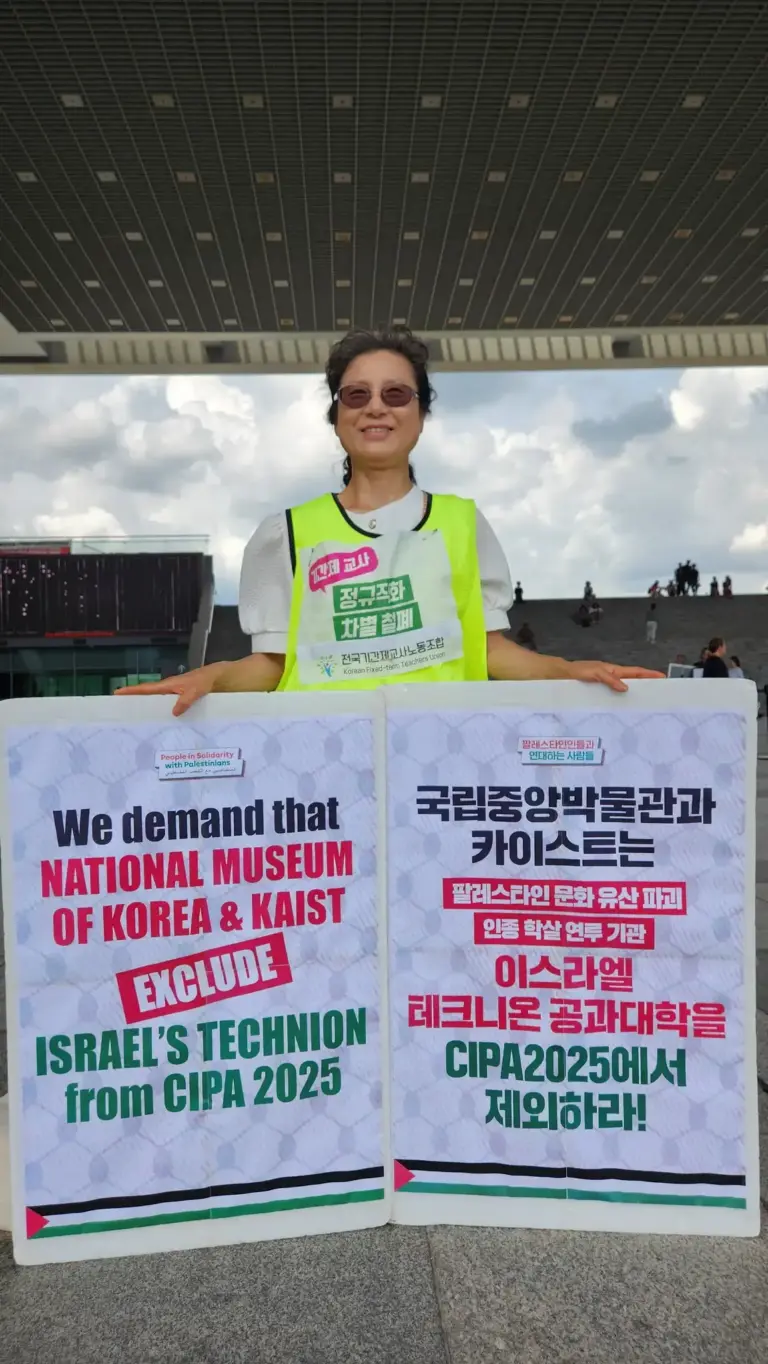 기간제 교사
정규직화
차별 철폐
전국기간제교사노동조합
Korean Fixed-term Teachers Union
People in Solidarity
with Palestinians
We demand that
NATIONAL MUSEUM
OF KOREA & KAIST
EXCLUDE
ISRAEL'S TECHNION
from CIPA 2025
팔레스타인인들과
연대하는 사람들
국립중앙박물관과
카이스트는
팔레스타인 문화 유산 파괴
인종 학살 연루 기관
이스라엘
테크니온 공과대학을
CIPA2025에서
제외하라!